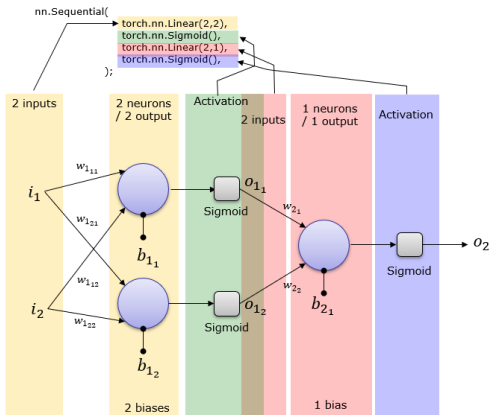 nn.Sequential(
torch.nn.Linear(2,2),
torch.nn.Sigmoid(),
torch.nn.Linear(2,1),
torch.nn.Sigmoid(),
);
2 inputs
2 neurons
/ 2 output
Activation
2 inputs
1 neurons
/ 1 output
Activation
i₁
w₁₁₁
w₁₂₁
w₁₁₂
w₁₂₂
i₂
b₁₁
b₁₂
Sigmoid
Sigmoid
o₁₁
o₁₂
w₂₁
w₂₂
b₂₁
Sigmoid
o₂
2 biases
1 bias